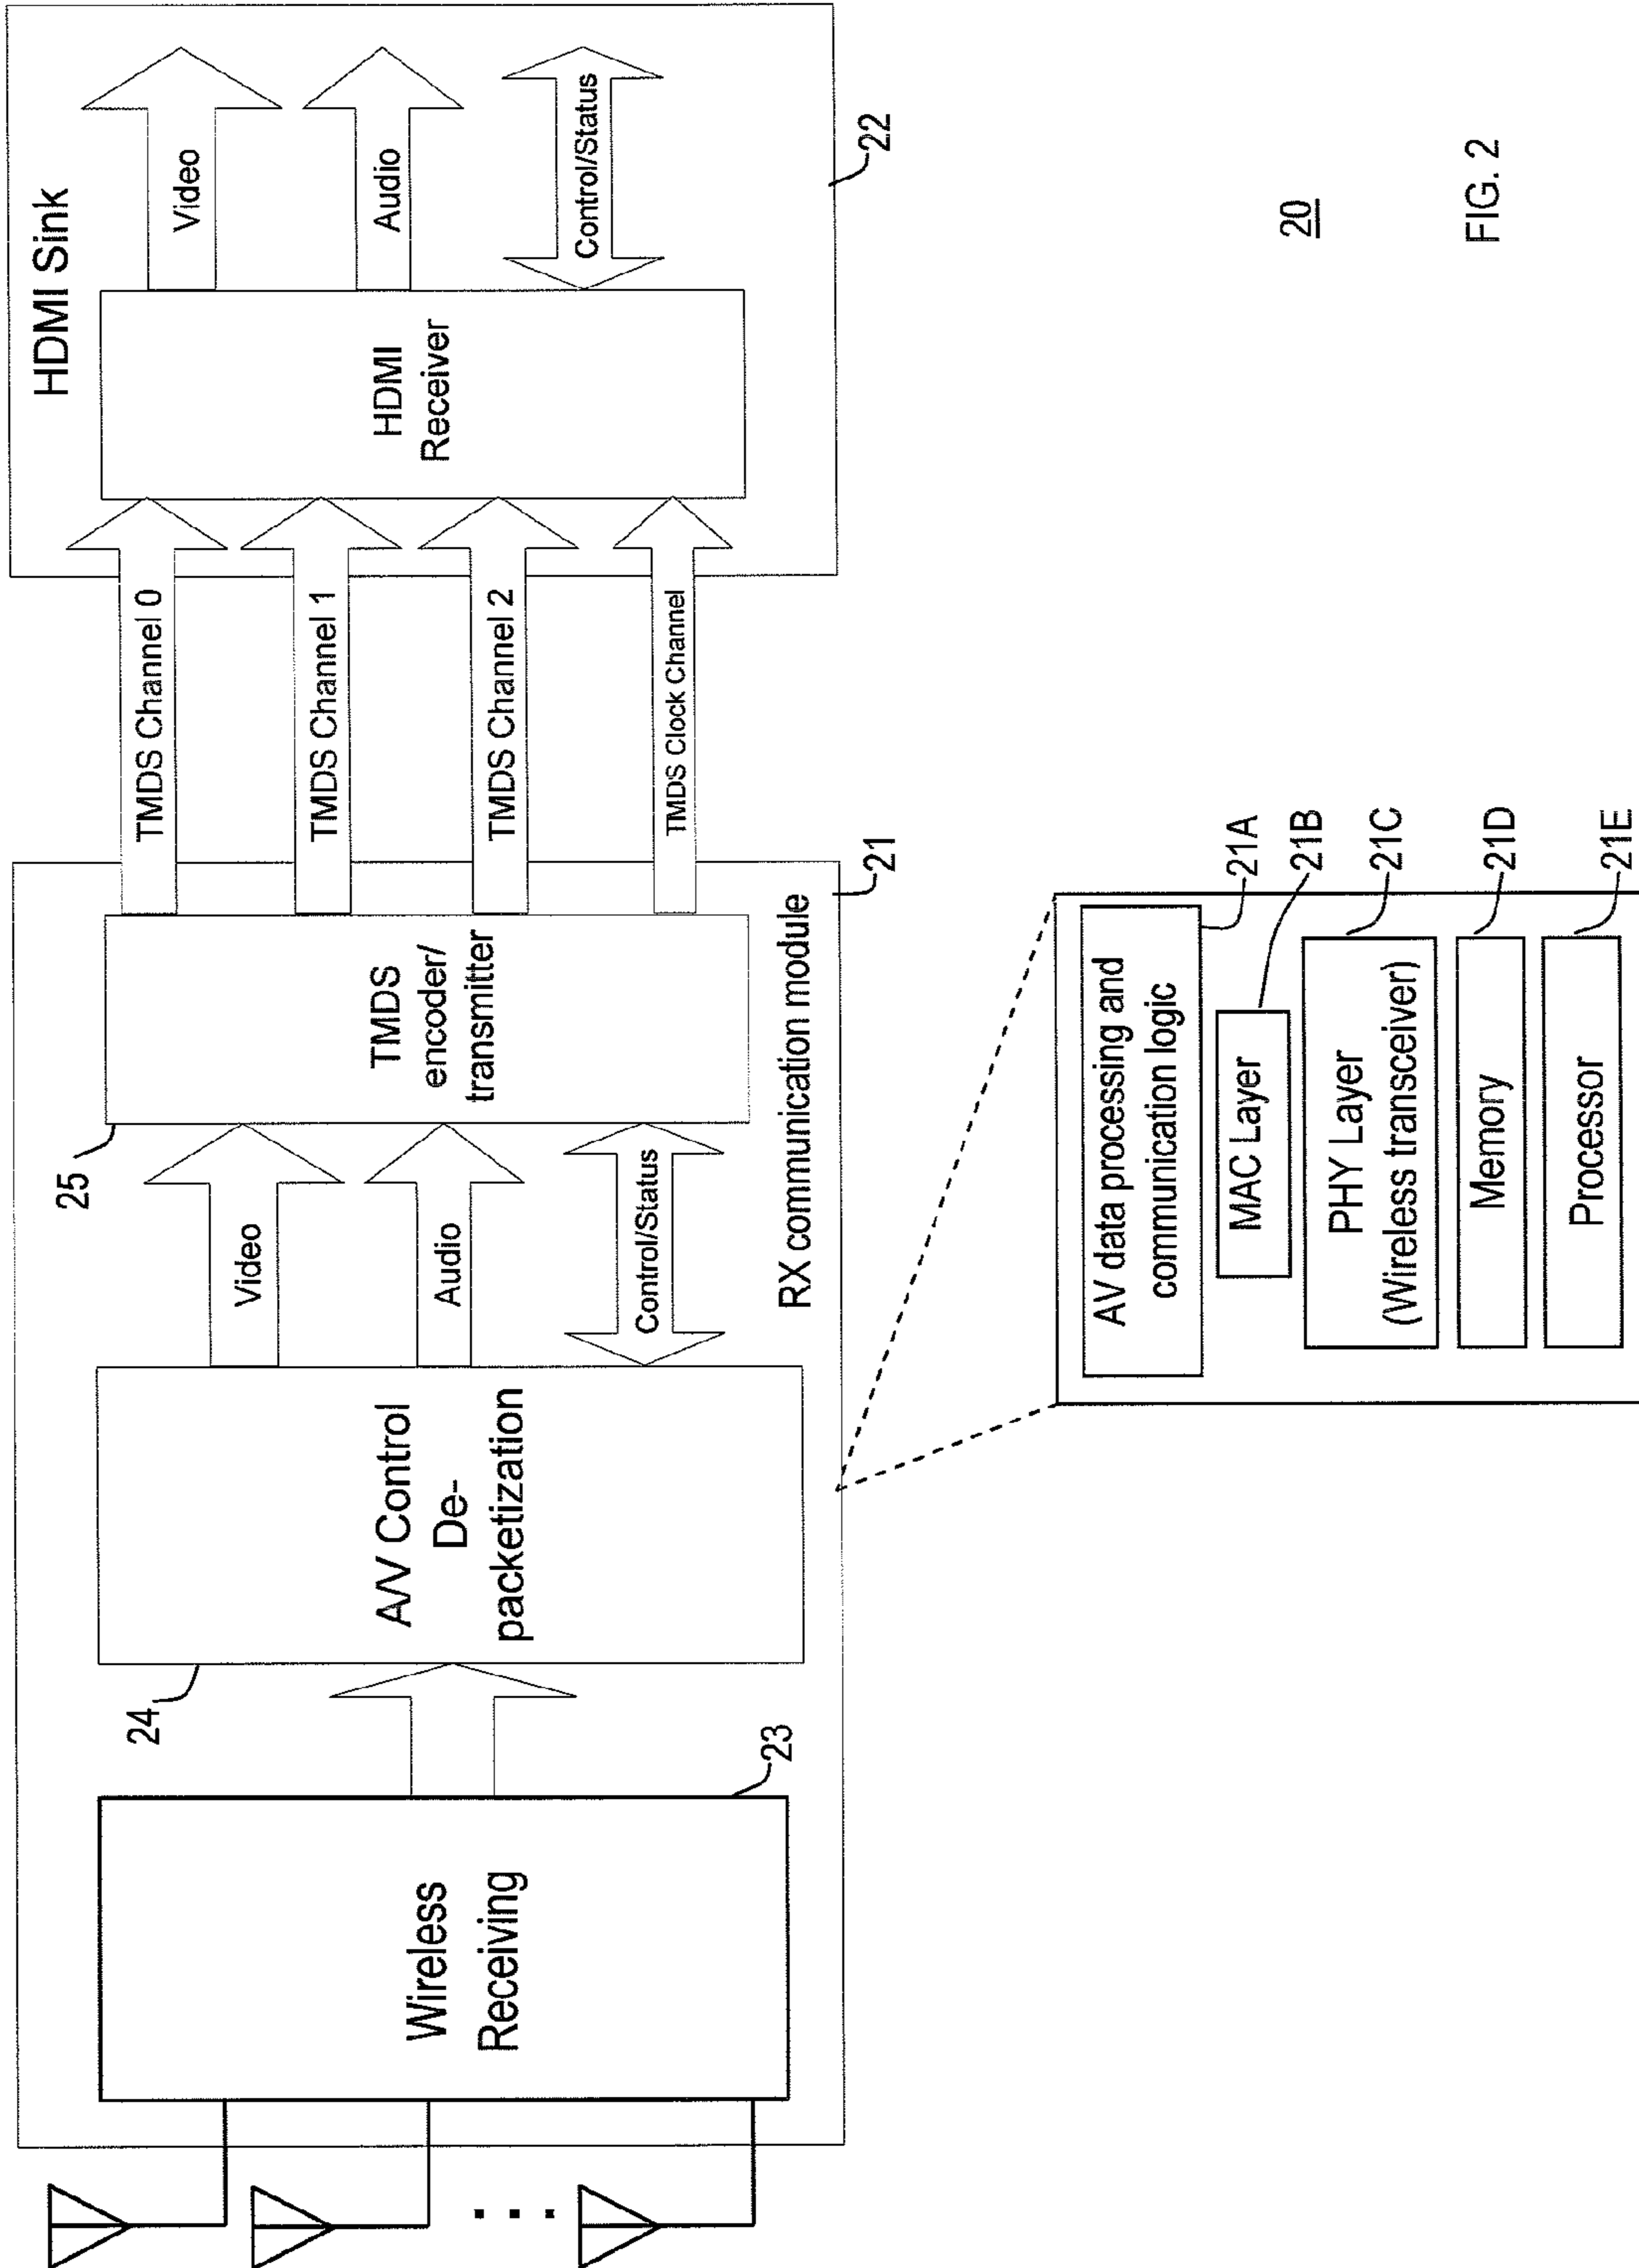 Wireless
Receiving
23
24
A/V Control
De-
packetization
Video
Audio
Control/Status
25
TMDS
encoder/
transmitter
RX communication module
21
TMDS Channel 0
TMDS Channel 1
TMDS Channel 2
TMDS Clock Channel
HDMI Sink
HDMI
Receiver
Video
Audio
Control/Status
22
AV data processing and
communication logic
21A
MAC Layer
21B
PHY Layer
(Wireless transceiver)
21C
Memory
21D
Processor
21E
20
FIG. 2